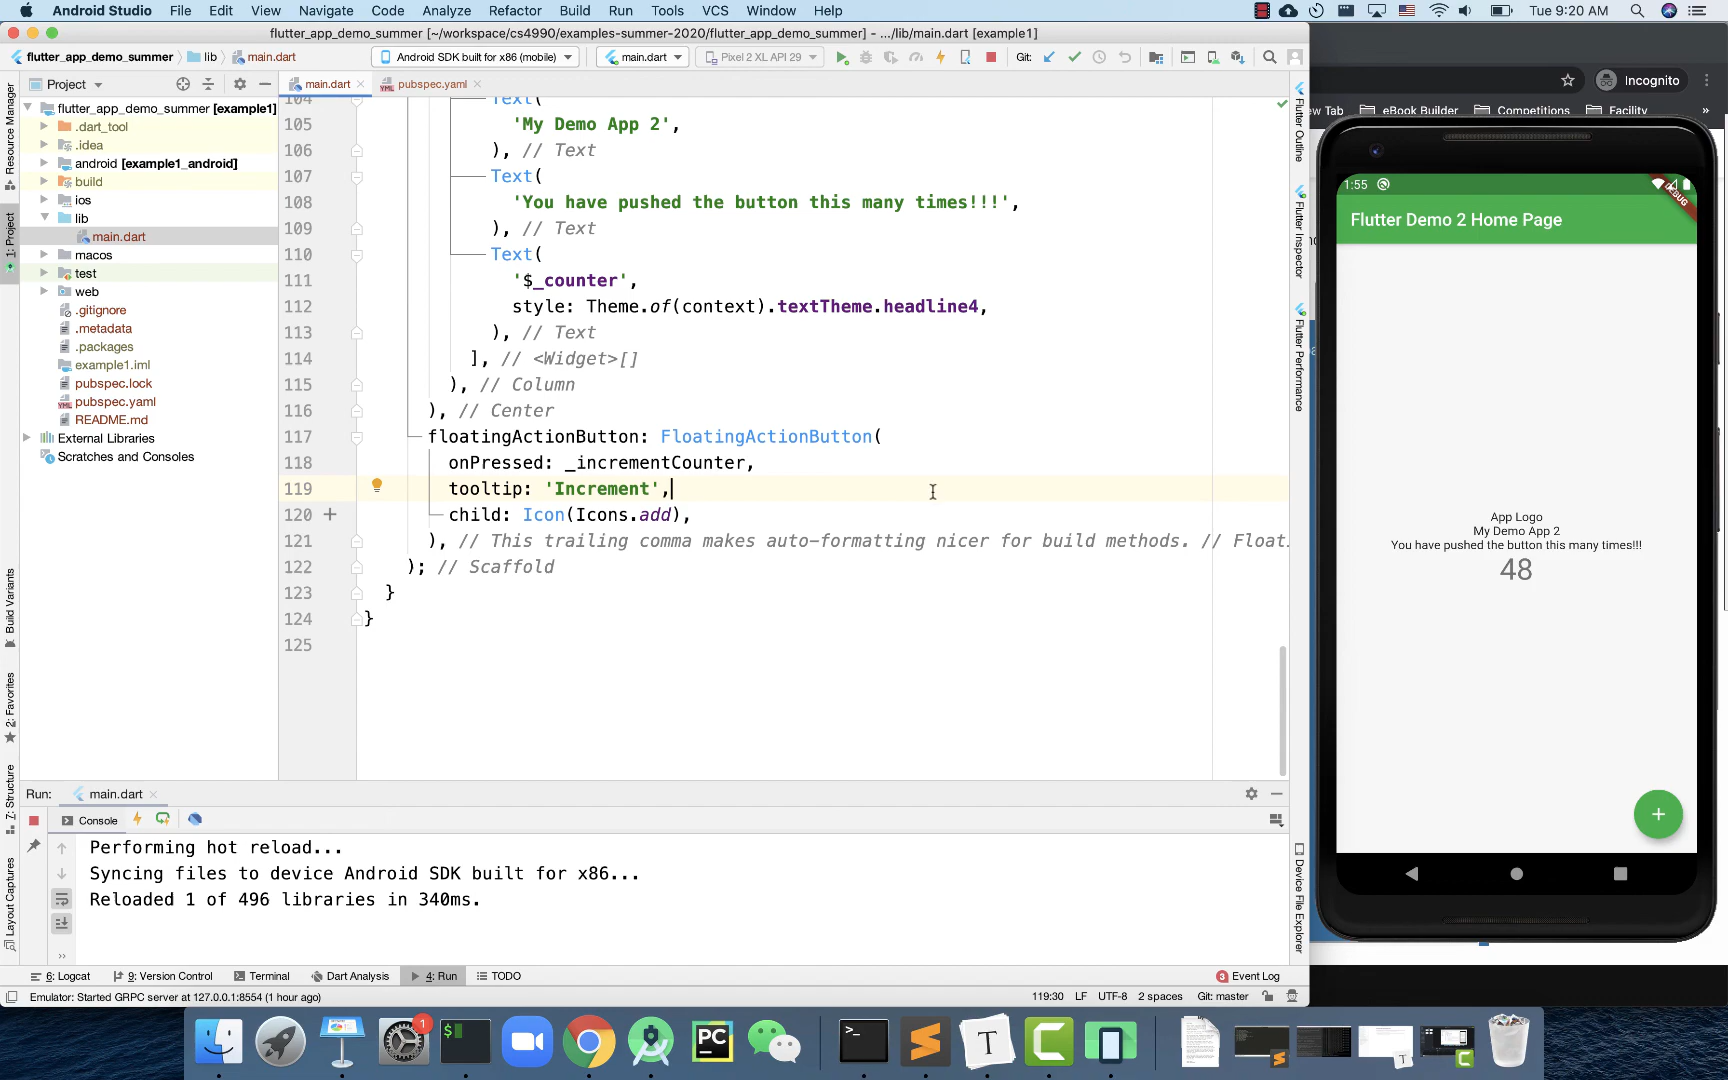 Android Studio File Edit View Navigate Code Analyze Refactor Build Run Tools VCS Window Help Tue 9:20 AM
flutter_app_demo_summer [~/workspace/cs4990/examples-summer-2020/flutter_app_demo_summer] - .../lib/main.dart [example1]
flutter_app_demo_summer lib main.dart Android SDK built for x86 (mobile) main.dart Pixel 2 XL API 29 Git:
Project main.dart pubspec.yaml
Incognito
ew Tab eBook Builder Competitions Facility »
Resource Manager
1: Project
Build Variants
2: Favorites
7: Structure
Layout Captures
flutter_app_demo_summer [example1]
.dart_tool
.idea
android [example1_android]
build
ios
lib
main.dart
macos
test
web
.gitignore
.metadata
.packages
example1.iml
pubspec.lock
pubspec.yaml
README.md
External Libraries
Scratches and Consoles
104 Text(
105 'My Demo App 2',
106 ), // Text
107 Text(
108 'You have pushed the button this many times!!!',
109 ), // Text
110 Text(
111 '$_counter',
112 style: Theme.of(context).textTheme.headline4,
113 ), // Text
114 ], // <Widget>[]
115 ), // Column
116 ), // Center
117 floatingActionButton: FloatingActionButton(
118 onPressed: _incrementCounter,
119 tooltip: 'Increment',
120 child: Icon(Icons.add),
121 ), // This trailing comma makes auto-formatting nicer for build methods. // Floati
122 ); // Scaffold
123 }
124 }
125
Flutter Outline
Flutter Inspector
Flutter Performance
Device File Explorer
1:55
DEBUG
Flutter Demo 2 Home Page
App Logo
My Demo App 2
You have pushed the button this many times!!!
48
+
Run: main.dart
Console
Performing hot reload...
Syncing files to device Android SDK built for x86...
Reloaded 1 of 496 libraries in 340ms.
»
6: Logcat 9: Version Control Terminal Dart Analysis 4: Run TODO 3 Event Log
Emulator: Started GRPC server at 127.0.0.1:8554 (1 hour ago) 119:30 LF UTF-8 2 spaces Git: master
1
$
PC
>_
T
C